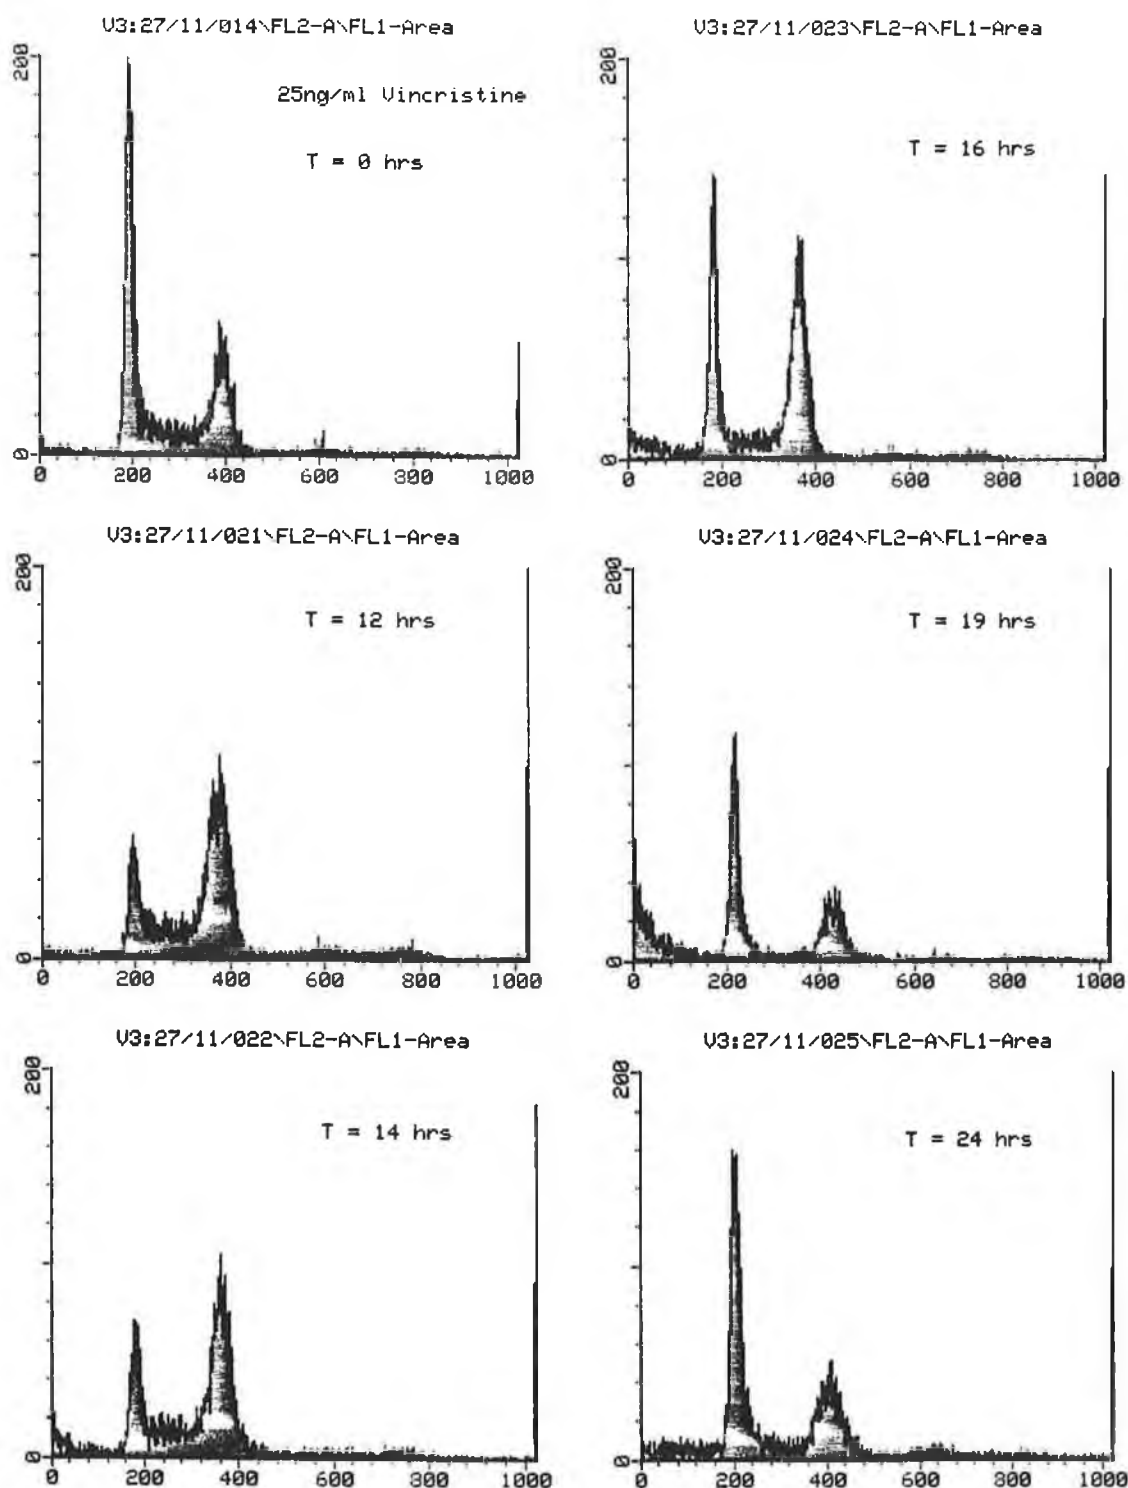 V3:27/11/014\FL2-A\FL1-Area
200
25ng/ml Vincristine
T = 0 hrs
0
0 200 400 600 800 1000
V3:27/11/023\FL2-A\FL1-Area
200
T = 16 hrs
0
0 200 400 600 800 1000
V3:27/11/021\FL2-A\FL1-Area
200
T = 12 hrs
0
0 200 400 600 800 1000
V3:27/11/024\FL2-A\FL1-Area
200
T = 19 hrs
0
0 200 400 600 800 1000
V3:27/11/022\FL2-A\FL1-Area
200
T = 14 hrs
0
0 200 400 600 800 1000
V3:27/11/025\FL2-A\FL1-Area
200
T = 24 hrs
0
0 200 400 600 800 1000